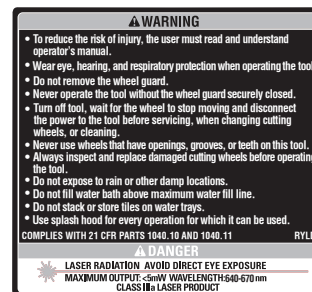 WARNING
• To reduce the risk of injury, the user must read and understand
operator's manual.
• Wear eye, hearing, and respiratory protection when operating the tool
• Do not remove the wheel guard.
• Never operate the tool without the wheel guard securely closed.
• Turn off tool, wait for the wheel to stop moving and disconnect
the power to the tool before servicing, when changing cutting
wheels, or cleaning.
• Never use wheels that have openings, grooves, or teeth on this tool.
• Always inspect and replace damaged cutting wheels before operating
the tool.
• Do not expose to rain or other damp locations.
• Do not fill water bath above maximum water fill line.
• Do not stack or store tiles on water trays.
• Use splash hood for every operation for which it can be used.
COMPLIES WITH 21 CFR PARTS 1040.10 AND 1040.11 RYL
DANGER
LASER RADIATION AVOID DIRECT EYE EXPOSURE
MAXIMUM OUTPUT: <5mW WAVELENGTH:640-670 nm
CLASS IIIa LASER PRODUCT